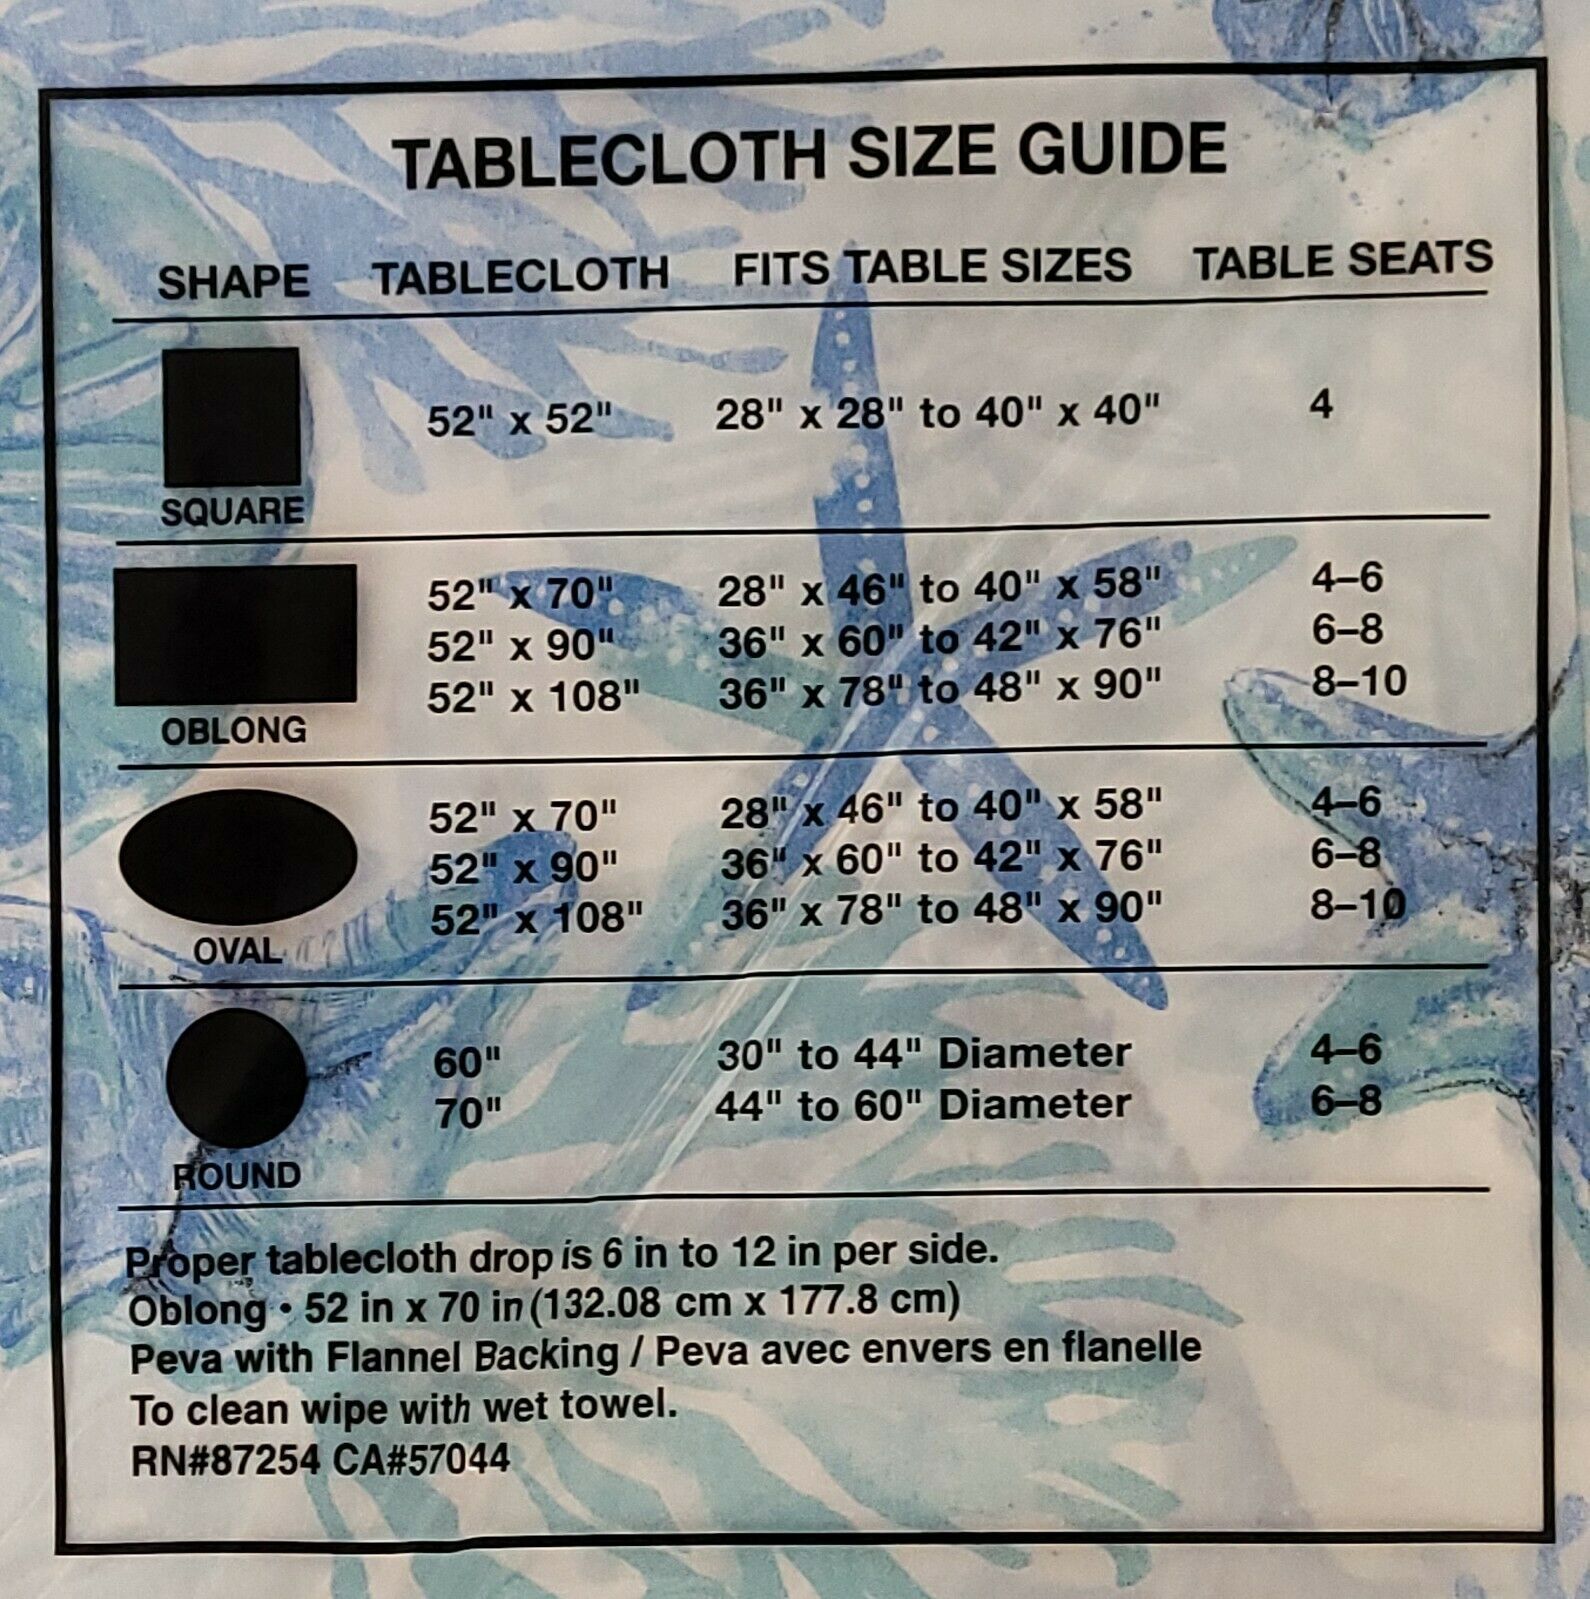 TABLECLOTH SIZE GUIDE
SHAPE TABLECLOTH FITS TABLE SIZES TABLE SEATS
52" x 52" 28" x 28" to 40" x 40" 4
SQUARE
52" x 70" 28" x 46" to 40" x 58" 4–6
52" x 90" 36" x 60" to 42" x 76" 6–8
52" x 108" 36" x 78" to 48" x 90" 8–10
OBLONG
52" x 70" 28" x 46" to 40" x 58" 4–6
52" x 90" 36" x 60" to 42" x 76" 6–8
52" x 108" 36" x 78" to 48" x 90" 8–10
OVAL
60" 30" to 44" Diameter 4–6
70" 44" to 60" Diameter 6–8
ROUND
Proper tablecloth drop is 6 in to 12 in per side.
Oblong • 52 in x 70 in (132.08 cm x 177.8 cm)
Peva with Flannel Backing / Peva avec envers en flanelle
To clean wipe with wet towel.
RN#87254 CA#57044